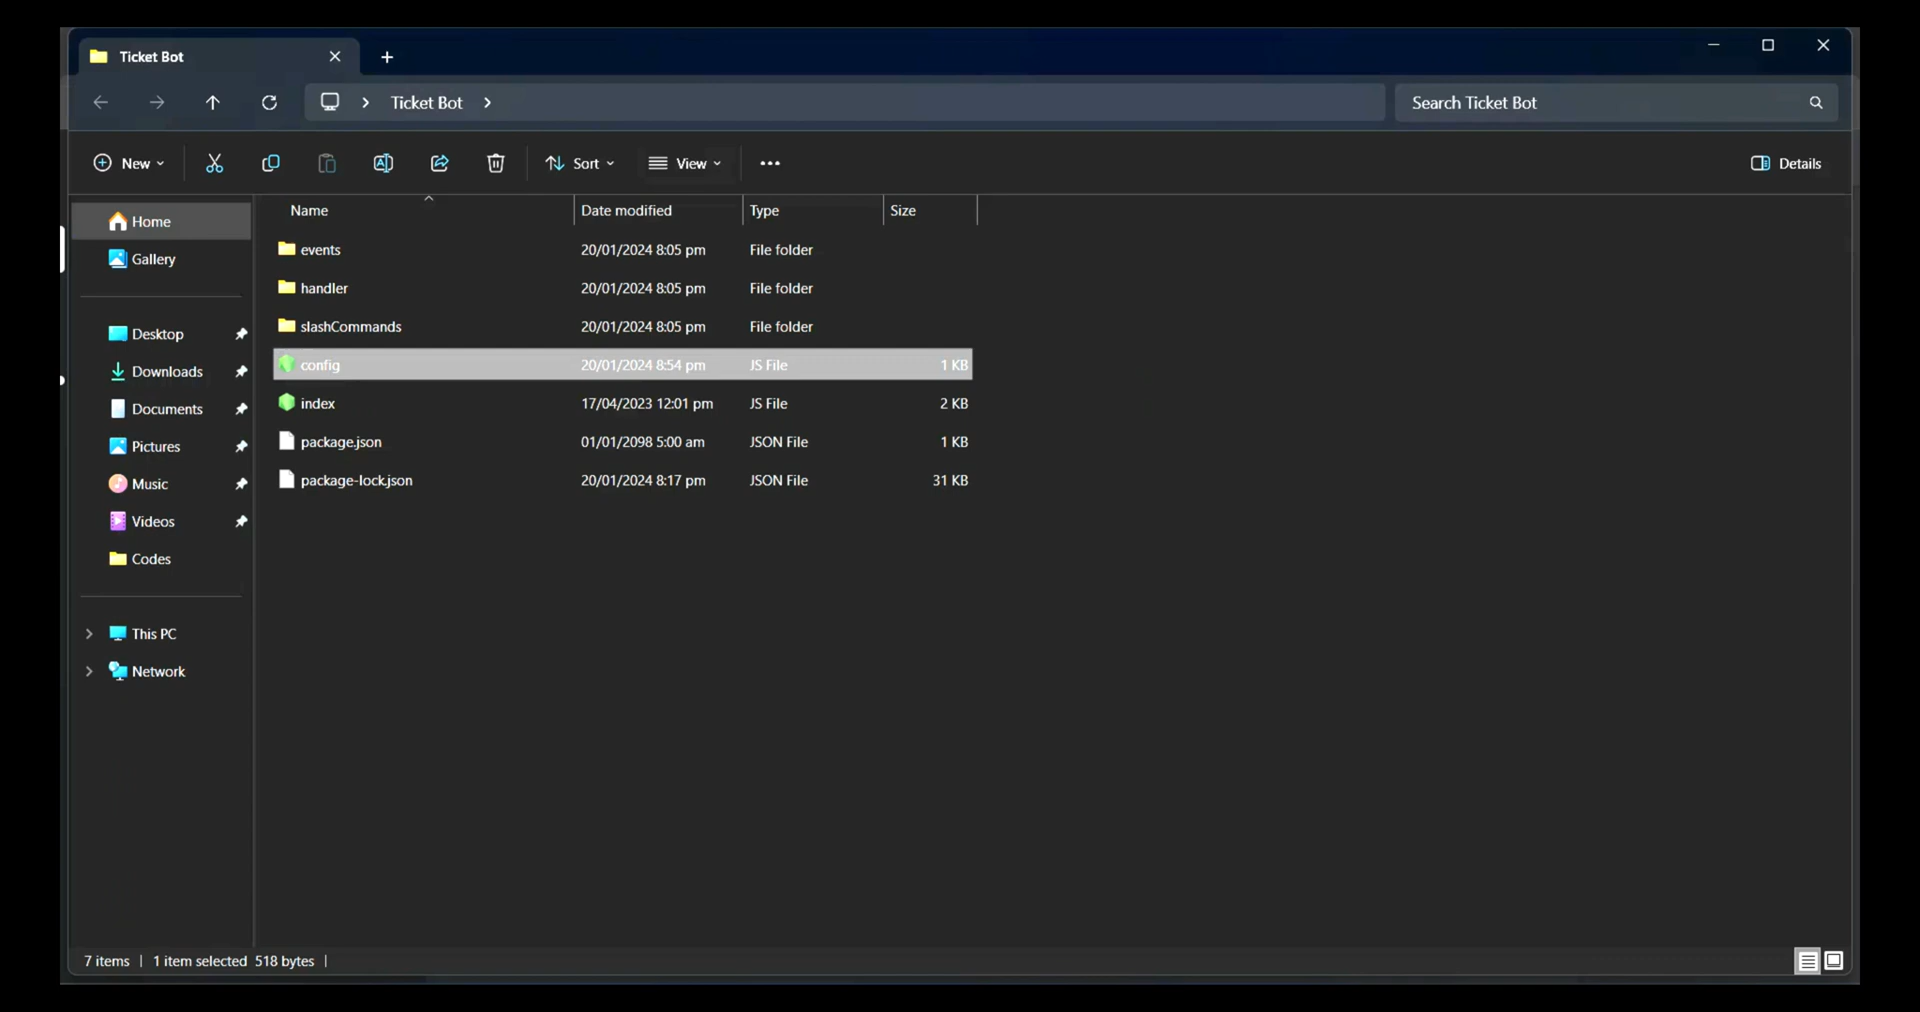 Ticket Bot
Ticket Bot
Search Ticket Bot
New
Sort
View
Details
Name Date modified Type Size
Home
Gallery
Desktop
Downloads
Documents
Pictures
Music
Videos
Codes
This PC
Network
events 20/01/2024 8:05 pm File folder
handler 20/01/2024 8:05 pm File folder
slashCommands 20/01/2024 8:05 pm File folder
config 20/01/2024 8:54 pm JS File 1 KB
index 17/04/2023 12:01 pm JS File 2 KB
package.json 01/01/2098 5:00 am JSON File 1 KB
package-lock.json 20/01/2024 8:17 pm JSON File 31 KB
7 items | 1 item selected 518 bytes |